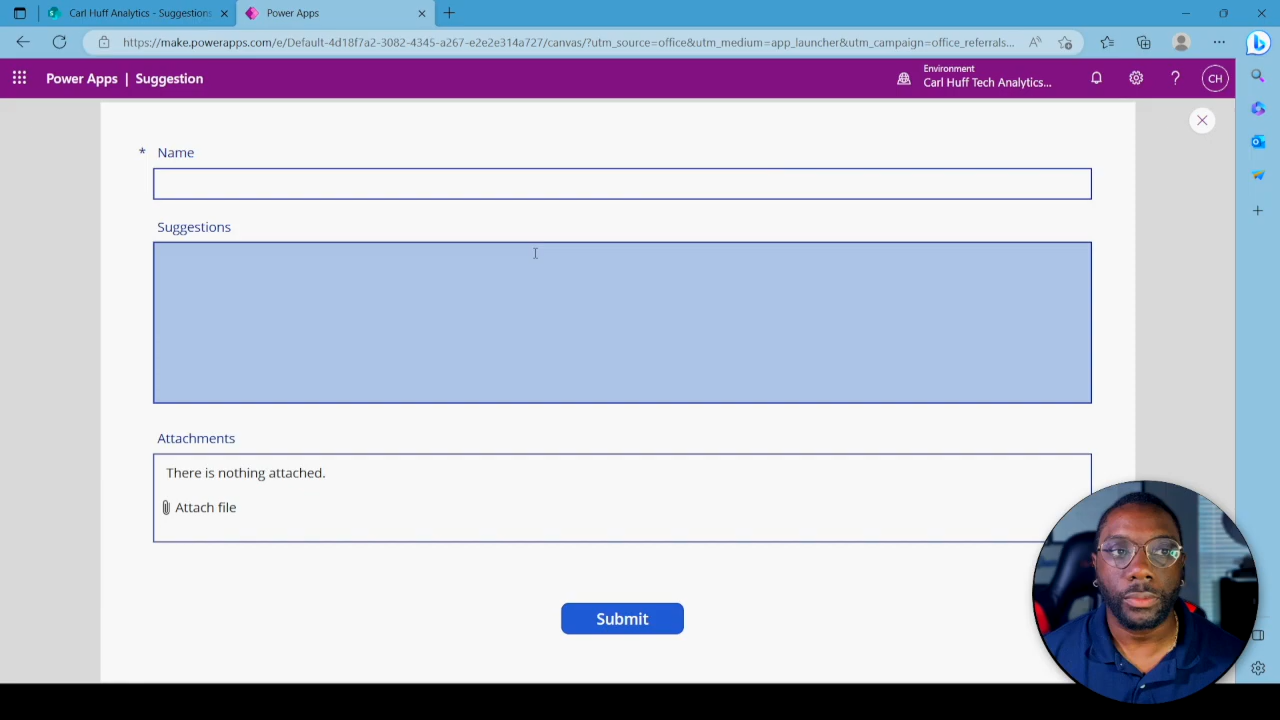 Carl Huff Analytics - Suggestions
Power Apps
https://make.powerapps.com/e/Default-4d18f7a2-3082-4345-a267-e2e2e314a727/canvas/?utm_source=office&utm_medium=app_launcher&utm_campaign=office_referrals...
Power Apps | Suggestion
Environment
Carl Huff Tech Analytics...
CH
* Name
Suggestions
Attachments
There is nothing attached.
Attach file
Submit